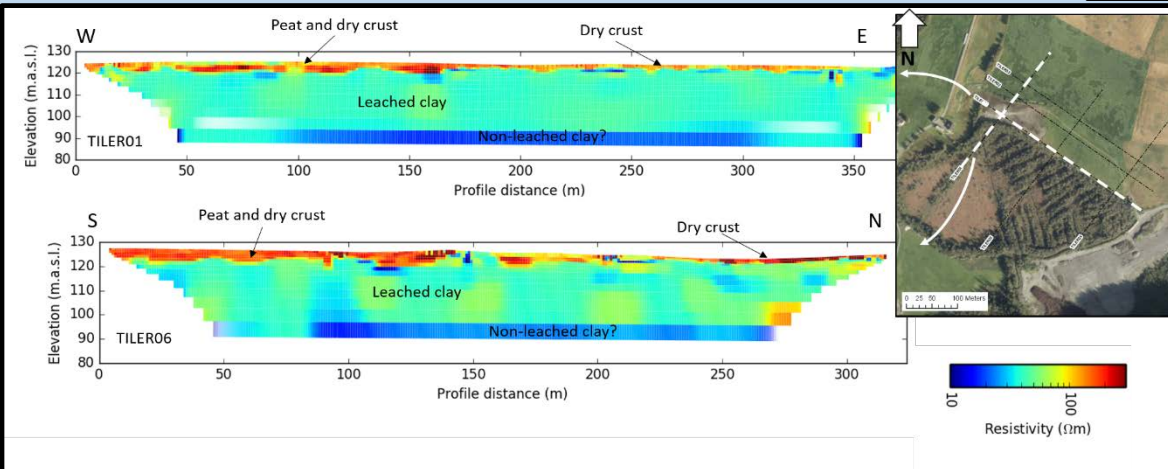 Peat and dry crust
Dry crust
W
E
130
120
110
100
90
80
Elevation (m.a.s.l.)
Leached clay
Non-leached clay?
TILER01
0
50
100
150
200
250
300
350
Profile distance (m)
N
0 25 50 100 Meters
Peat and dry crust
Dry crust
S
N
130
120
110
100
90
80
Elevation (m.a.s.l.)
Leached clay
Non-leached clay?
TILER06
0
50
100
150
200
250
300
Profile distance (m)
10
100
Resistivity (Ωm)